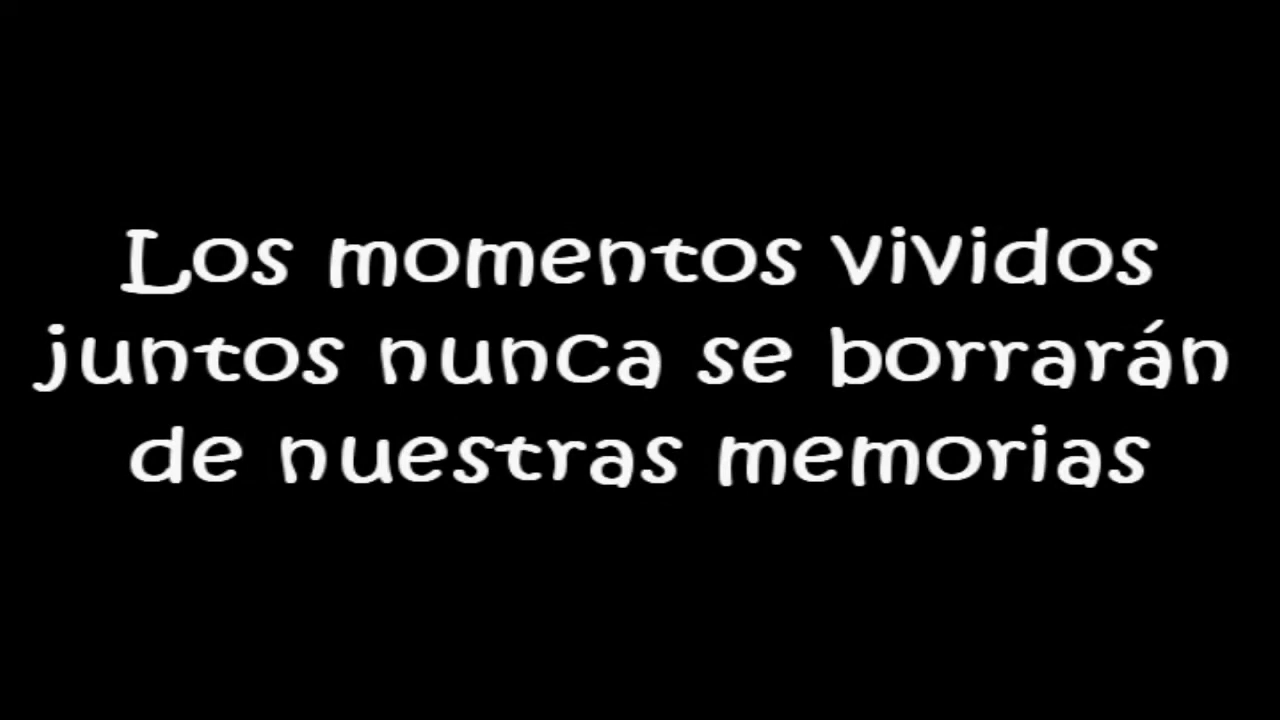 Los momentos vividos
juntos nunca se borrarán
de nuestras memorias